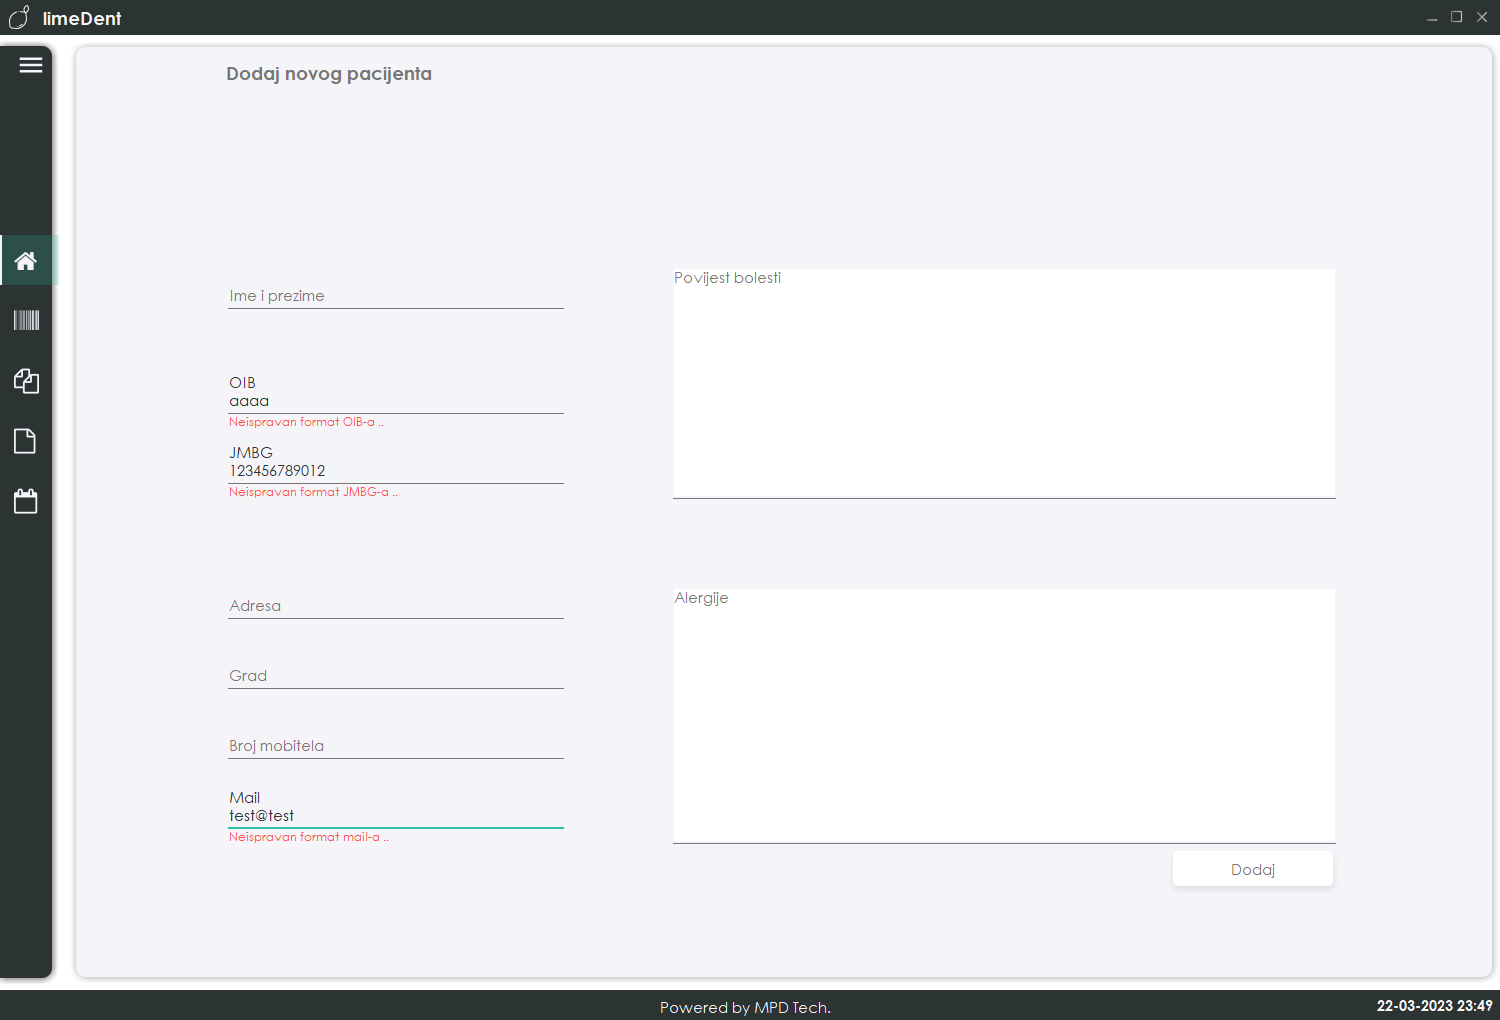 limeDent
Dodaj novog pacijenta
Ime i prezime
OIB
aaaa
Neispravan format OIB-a ..
JMBG
123456789012
Neispravan format JMBG-a ..
Adresa
Grad
Broj mobitela
Mail
test@test
Neispravan format mail-a ..
Povijest bolesti
Alergije
Dodaj
Powered by MPD Tech.
22-03-2023 23:49